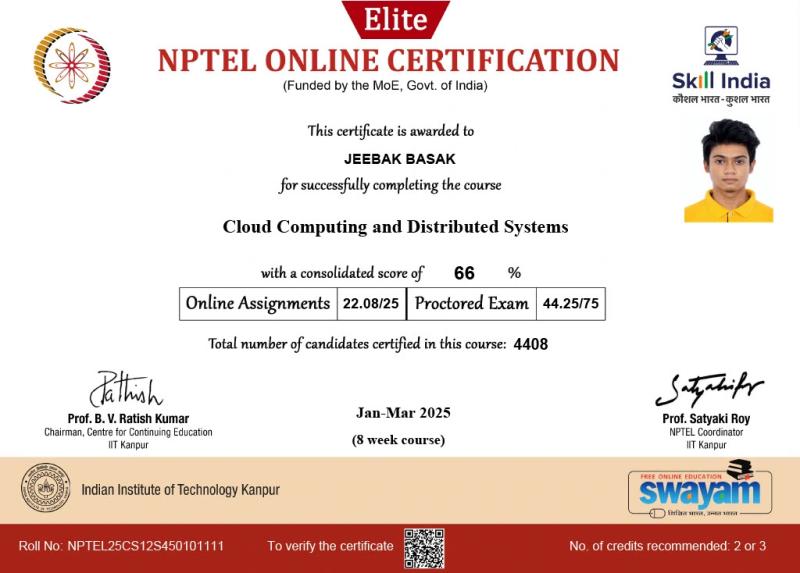 Elite
NPTEL ONLINE CERTIFICATION
(Funded by the MoE, Govt. of India)
Skill India
कौशल भारत-कुशल भारत
This certificate is awarded to
JEEBAK BASAK
for successfully completing the course
Cloud Computing and Distributed Systems
with a consolidated score of 66 %
Online Assignments 22.08/25 Proctored Exam 44.25/75
Total number of candidates certified in this course: 4408
Prof. B. V. Ratish Kumar
Chairman, Centre for Continuing Education
IIT Kanpur
Jan-Mar 2025
(8 week course)
Prof. Satyaki Roy
NPTEL Coordinator
IIT Kanpur
Indian Institute of Technology Kanpur
FREE ONLINE EDUCATION
swayam
शिक्षित भारत, उन्नत भारत
Roll No: NPTEL25CS12S450101111
To verify the certificate
No. of credits recommended: 2 or 3